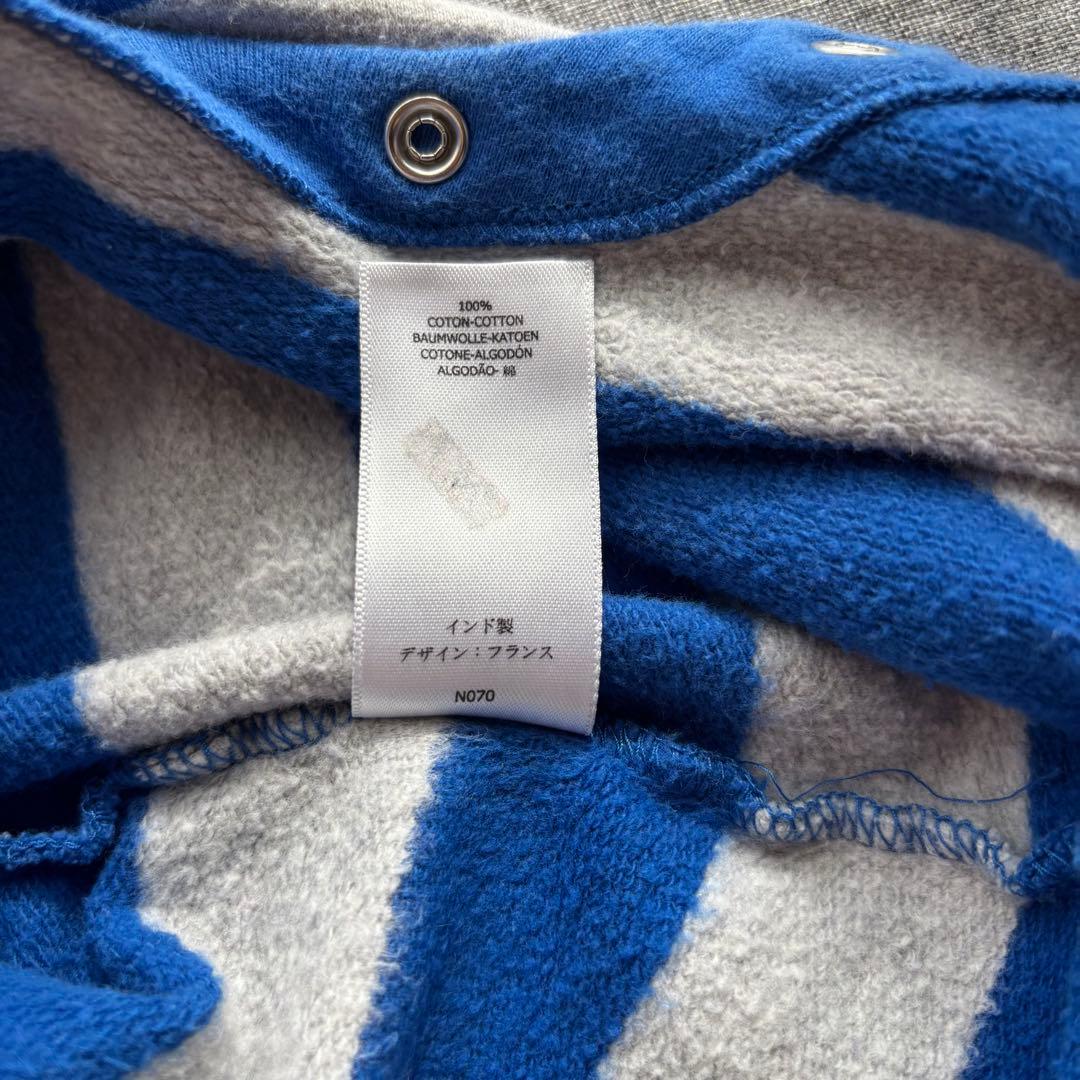 100%
COTON-COTTON
BAUMWOLLE-KATOEN
COTONE-ALGODÓN
ALGODÃO- 綿
インド製
デザイン：フランス
N070